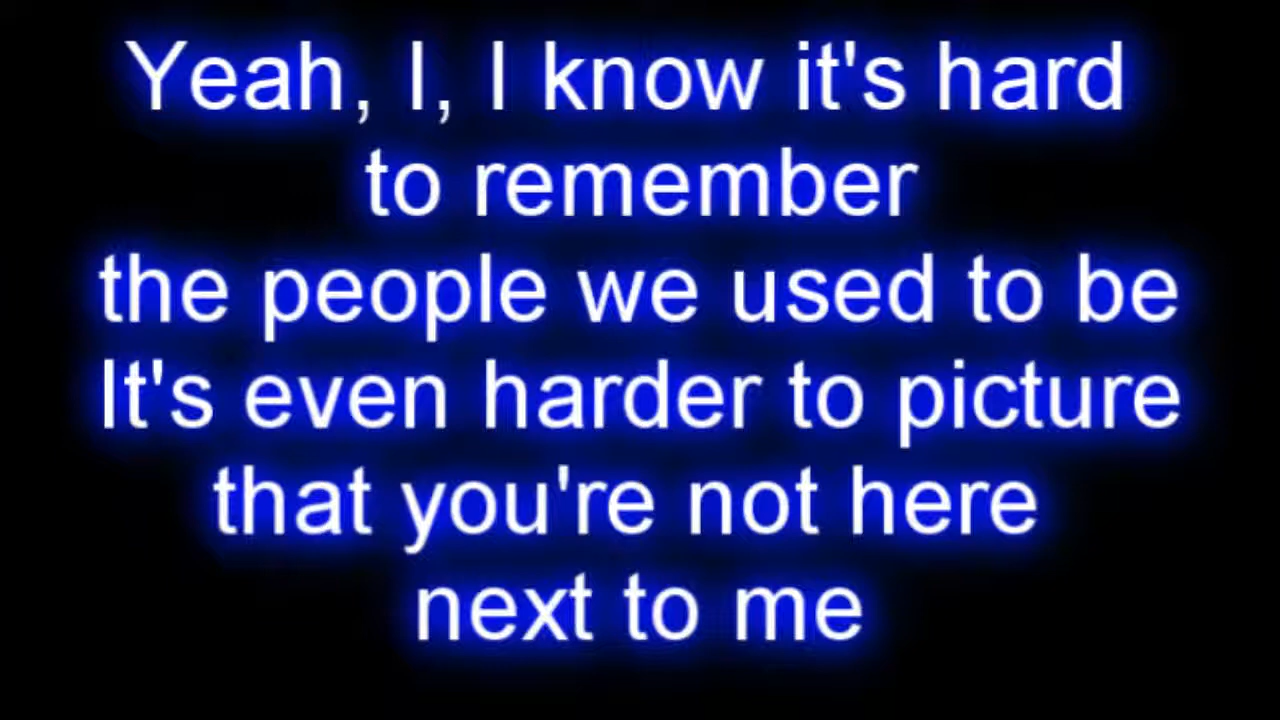 Yeah, I, I know it's hard
to remember
the people we used to be
It's even harder to picture
that you're not here
next to me